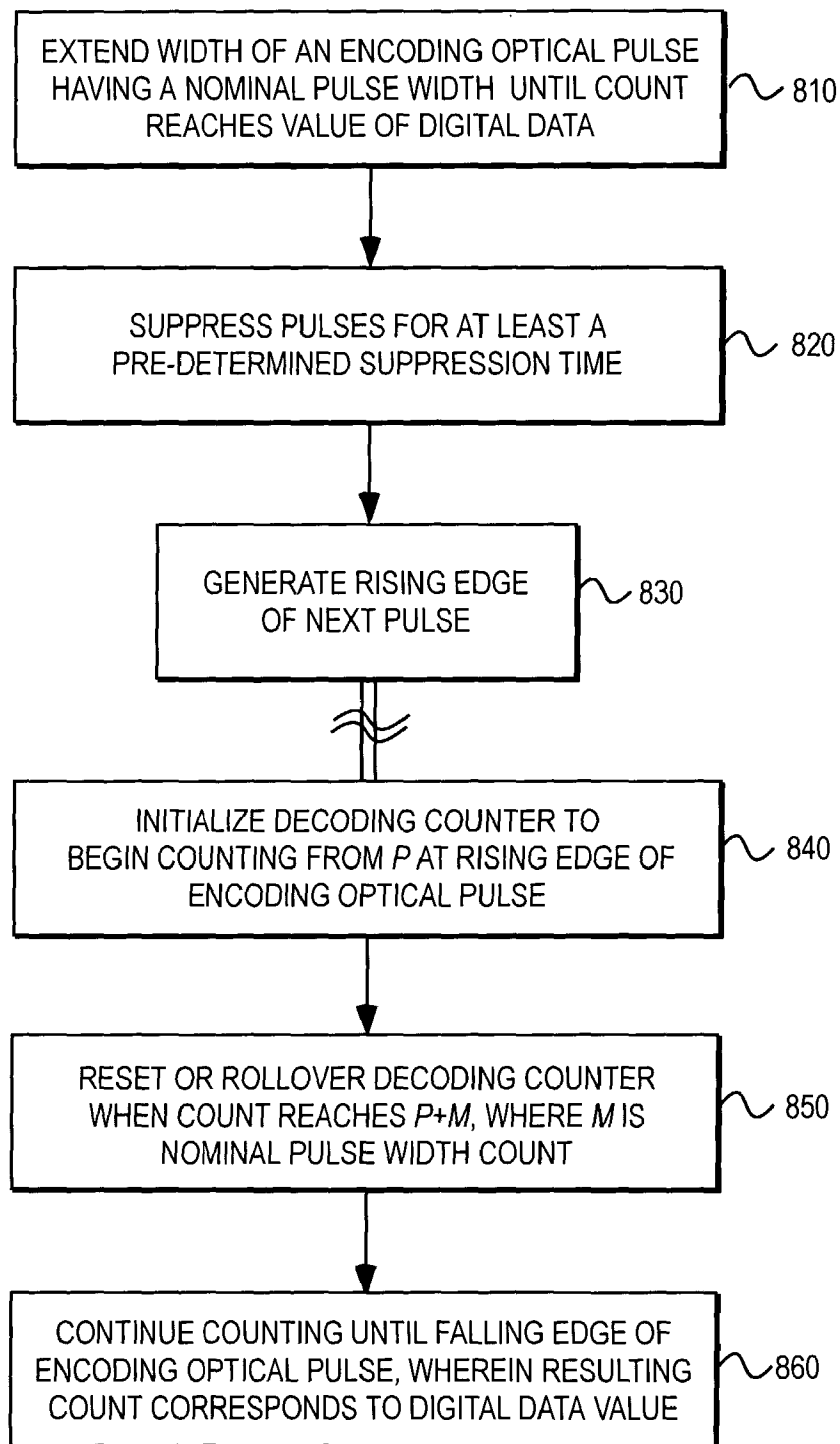 EXTEND WIDTH OF AN ENCODING OPTICAL PULSE
HAVING A NOMINAL PULSE WIDTH UNTIL COUNT
REACHES VALUE OF DIGITAL DATA
810
SUPPRESS PULSES FOR AT LEAST A
PRE-DETERMINED SUPPRESSION TIME
820
GENERATE RISING EDGE
OF NEXT PULSE
830
INITIALIZE DECODING COUNTER TO
BEGIN COUNTING FROM P AT RISING EDGE OF
ENCODING OPTICAL PULSE
840
RESET OR ROLLOVER DECODING COUNTER
WHEN COUNT REACHES P+M, WHERE M IS
NOMINAL PULSE WIDTH COUNT
850
CONTINUE COUNTING UNTIL FALLING EDGE OF
ENCODING OPTICAL PULSE, WHEREIN RESULTING
COUNT CORRESPONDS TO DIGITAL DATA VALUE
860